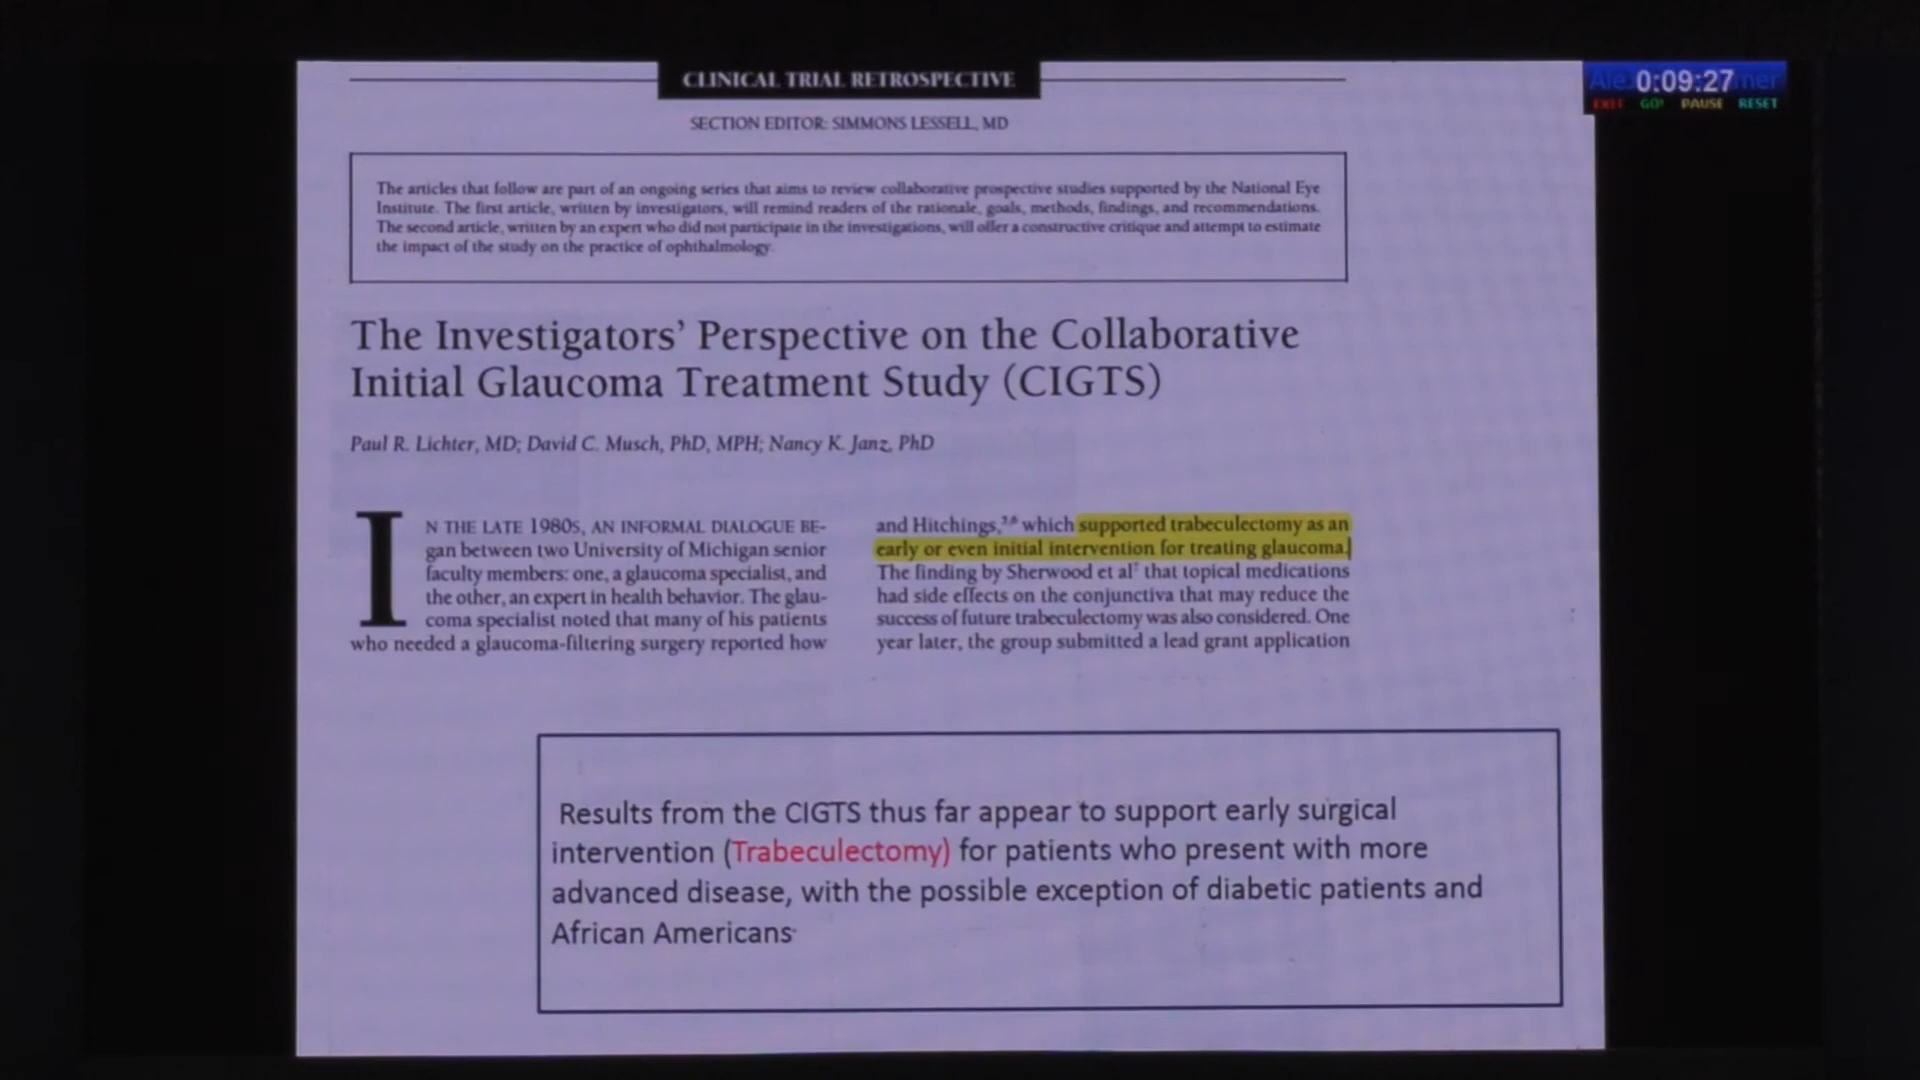 CLINICAL TRIAL RETROSPECTIVE
0:09:27
EXIT GO! PAUSE RESET
SECTION EDITOR: SIMMONS LESSELL, MD
The articles that follow are part of an ongoing series that aims to review collaborative prospective studies supported by the National Eye
Institute. The first article, written by investigators, will remind readers of the rationale, goals, methods, findings, and recommendations.
The second article, written by an expert who did not participate in the investigations, will offer a constructive critique and attempt to estimate
the impact of the study on the practice of ophthalmology.
The Investigators' Perspective on the Collaborative
Initial Glaucoma Treatment Study (CIGTS)
Paul R. Lichter, MD; David C. Musch, PhD, MPH; Nancy K. Janz, PhD
IN THE LATE 1980S, AN INFORMAL DIALOGUE BE-
gan between two University of Michigan senior
faculty members: one, a glaucoma specialist, and
the other, an expert in health behavior. The glau-
coma specialist noted that many of his patients
who needed a glaucoma-filtering surgery reported how
and Hitchings, which supported trabeculectomy as an
early or even initial intervention for treating glaucoma.
The finding by Sherwood et al that topical medications
had side effects on the conjunctiva that may reduce the
success of future trabeculectomy was also considered. One
year later, the group submitted a lead grant application
Results from the CIGTS thus far appear to support early surgical
intervention (Trabeculectomy) for patients who present with more
advanced disease, with the possible exception of diabetic patients and
African Americans